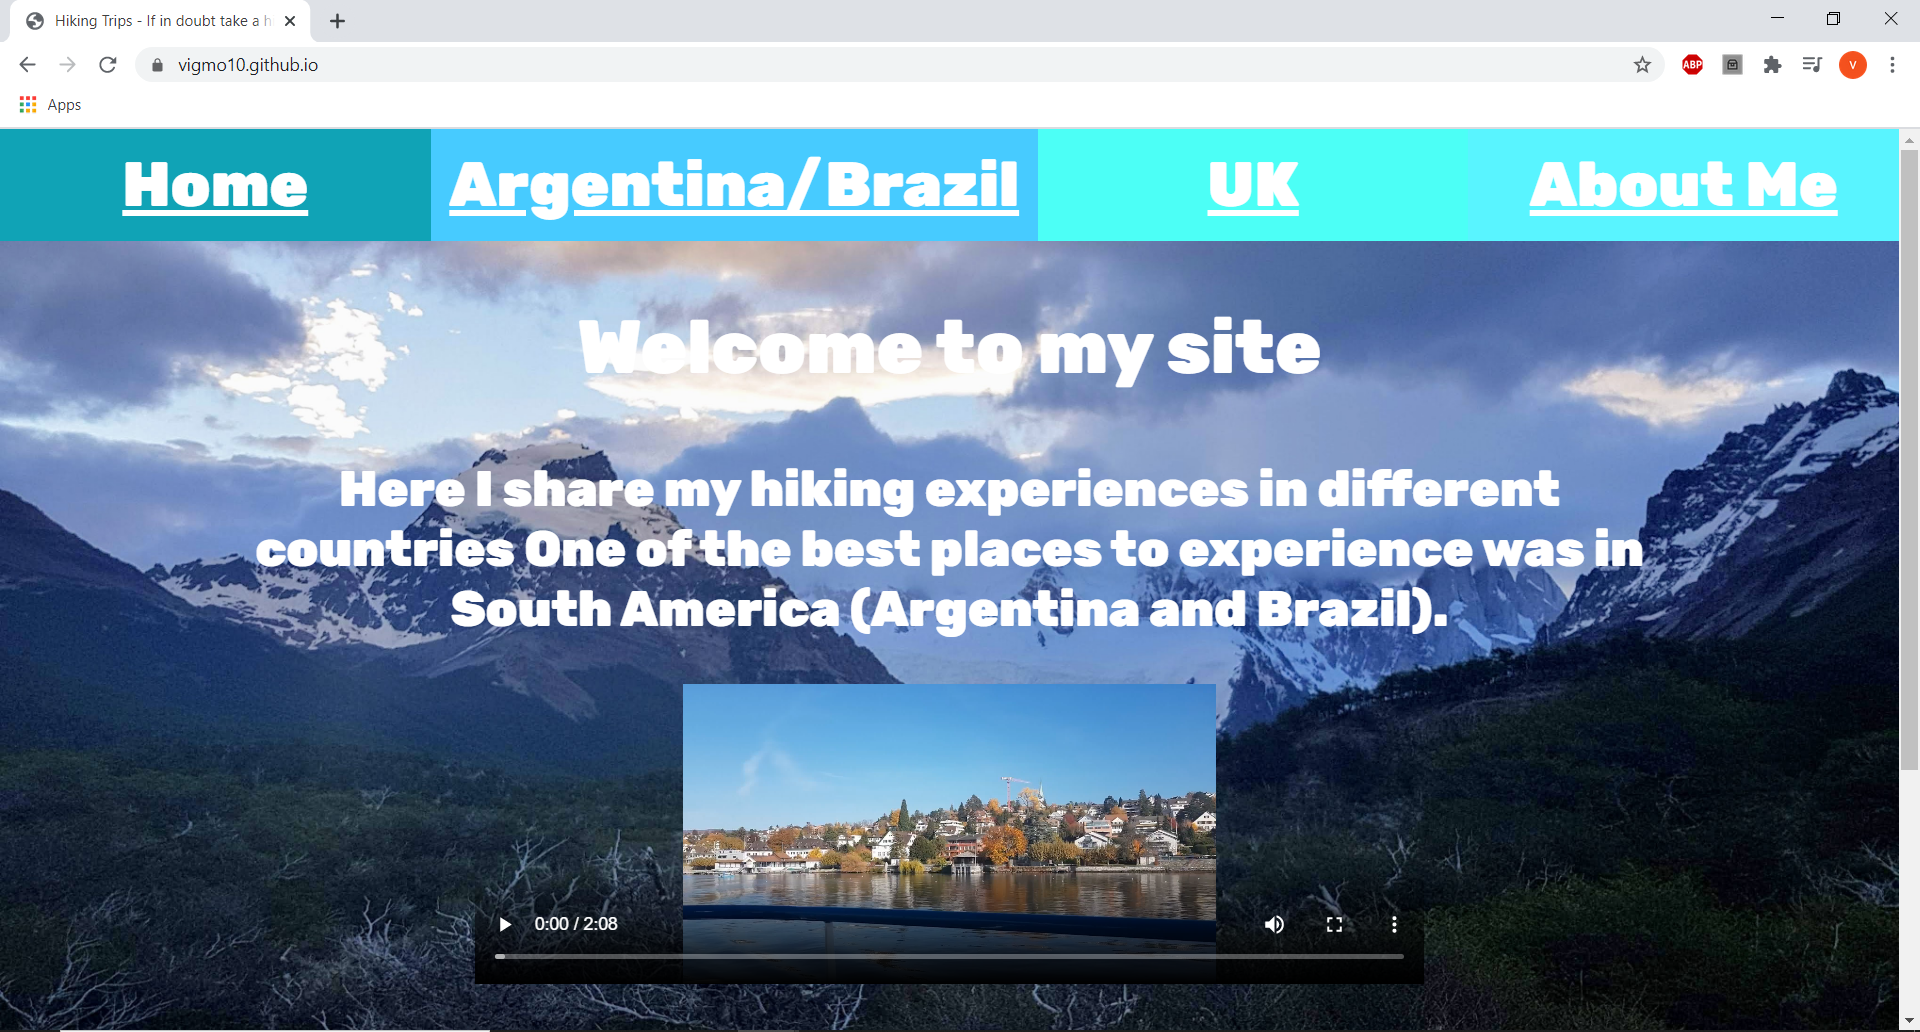 Hiking Trips - If in doubt take a h
vigmo10.github.io
ABP
V
Apps
Home
Argentina/Brazil
UK
About Me
Welcome to my site
Here I share my hiking experiences in different
countries One of the best places to experience was in
South America (Argentina and Brazil).
0:00 / 2:08